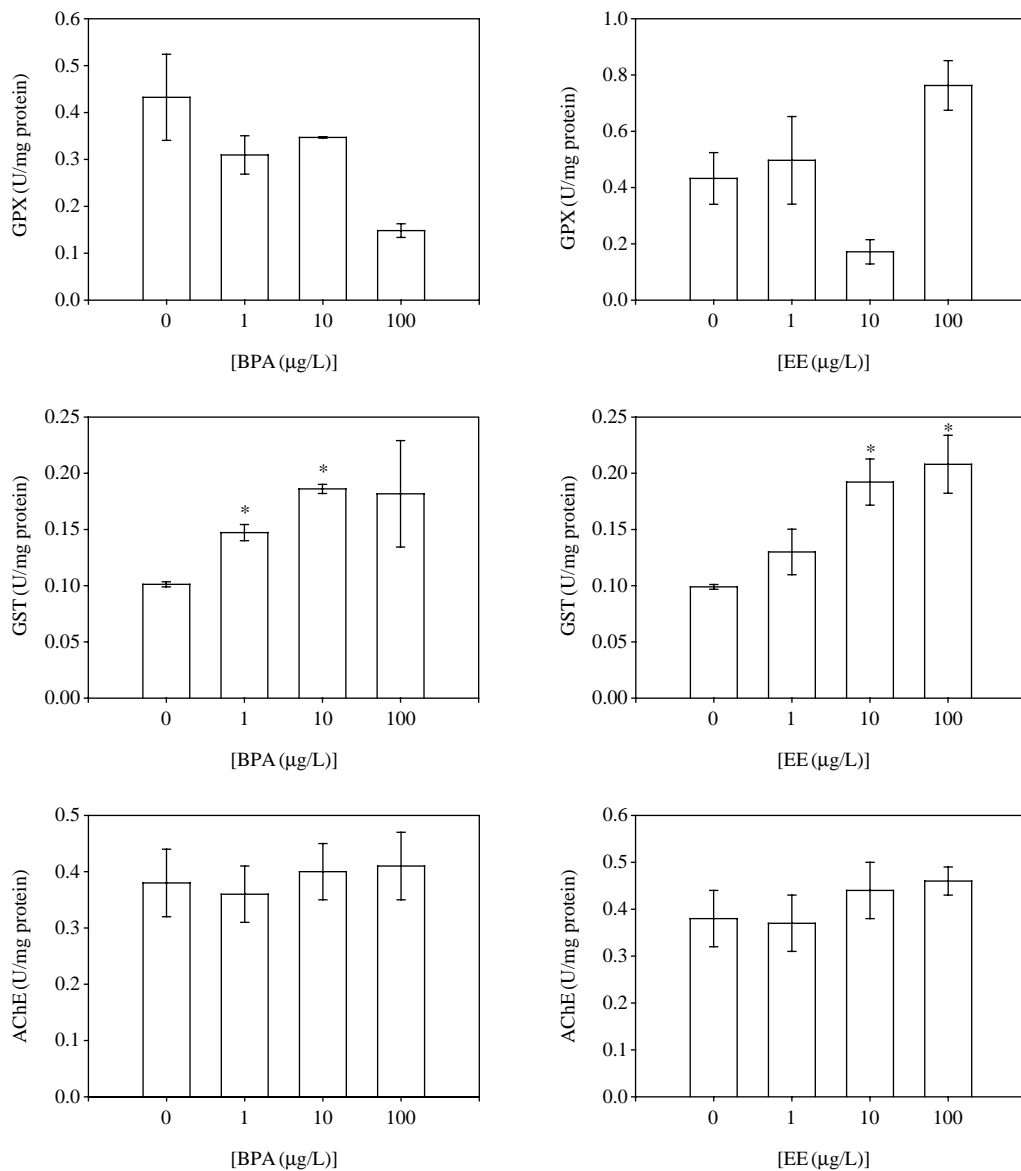 GPX (U/mg protein)
0.6
0.5
0.4
0.3
0.2
0.1
0.0
0 1 10 100
[BPA (μg/L)]
GPX (U/mg protein)
1.0
0.8
0.6
0.4
0.2
0.0
0 1 10 100
[EE (μg/L)]
GST (U/mg protein)
0.25
0.20
0.15
0.10
0.05
0.00
* *
0 1 10 100
[BPA (μg/L)]
GST (U/mg protein)
0.25
0.20
0.15
0.10
0.05
0.00
* *
0 1 10 100
[EE (μg/L)]
AChE (U/mg protein)
0.5
0.4
0.3
0.2
0.1
0.0
0 1 10 100
[BPA (μg/L)]
AChE (U/mg protein)
0.6
0.5
0.4
0.3
0.2
0.1
0.0
0 1 10 100
[EE (μg/L)]